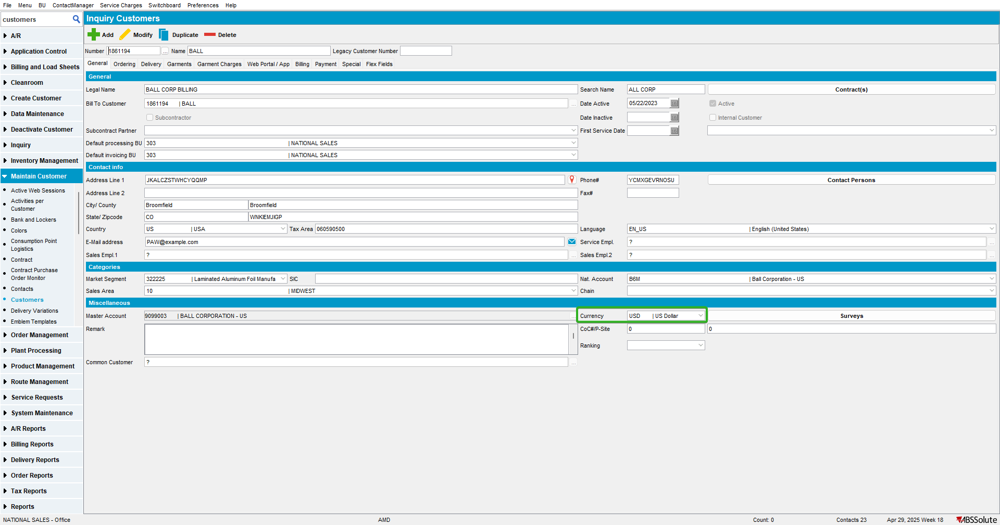 File Menu BU ContactManager Service Charges Switchboard Preferences Help
customers
Inquiry Customers
Add Modify Duplicate Delete
Number 1861194 ... Name BALL Legacy Customer Number
General Ordering Delivery Garments Garment Charges Web Portal / App Billing Payment Special Flex Fields
General
Legal Name BALL CORP BILLING Search Name ALL CORP Contract(s)
Bill To Customer 1861194 | BALL ... Date Active 05/22/2023 16 Active
Subcontractor Date Inactive 16 Internal Customer
Subcontract Partner First Service Date 16
Default processing BU 303 | NATIONAL SALES
Default invoicing BU 303 | NATIONAL SALES
Contact info
Address Line 1 JKALCZSTWHCYQQMP Phone# YCMXGEVRNOSU Contact Persons
Address Line 2 Fax#
City/ County Broomfield Broomfield
State/ Zipcode CO WNKIEMJIGP
Country US | USA Tax Area 060590500 Language EN_US | English (United States)
E-Mail address PAW@example.com Service Empl. ? ...
Sales Empl.1 ? ... Sales Empl.2 ? ...
Categories
Market Segment 322225 | Laminated Aluminum Foil Manufa SIC Nat. Account B6M | Ball Corporation - US
Sales Area 10 | MIDWEST Chain
Miscellaneous
Master Account 9099003 | BALL CORPORATION - US ... Currency USD | US Dollar Surveys
Remark CoC#/P-Site 0 0
Ranking
Common Customer ? ...
A/R
Application Control
Billing and Load Sheets
Cleanroom
Create Customer
Data Maintenance
Deactivate Customer
Inquiry
Inventory Management
Maintain Customer
Active Web Sessions
Activities per
Customer
Bank and Lockers
Colors
Consumption Point
Logistics
Contract
Contract Purchase
Order Monitor
Contacts
Customers
Delivery Variations
Emblem Templates
Order Management
Plant Processing
Product Management
Route Management
Service Requests
System Maintenance
A/R Reports
Billing Reports
Delivery Reports
Order Reports
Tax Reports
Reports
NATIONAL SALES - Office AMD Count: 0 Contacts 23 Apr 29, 2025 Week 18 ABSSolute